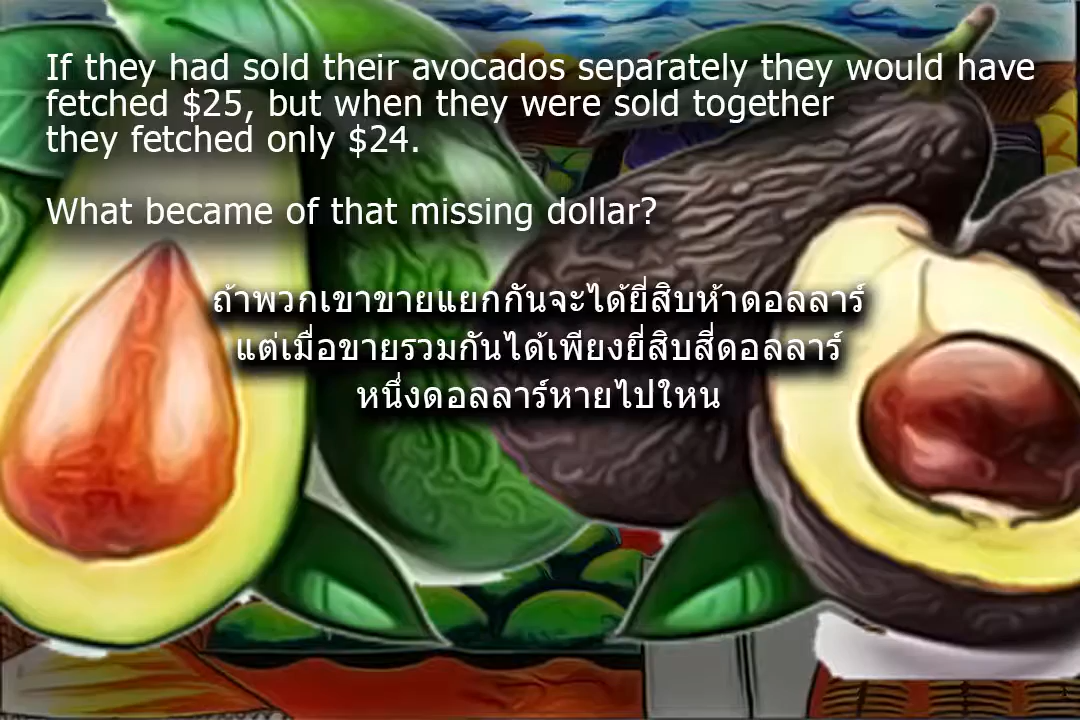 If they had sold their avocados separately they would have
fetched $25, but when they were sold together
they fetched only $24.
What became of that missing dollar?
ถ้าพวกเขาขายแยกกันจะได้ยี่สิบห้าดอลลาร์
แต่เมื่อขายรวมกันได้เพียงยี่สิบสี่ดอลลาร์
หนึ่งดอลลาร์หายไปใหน